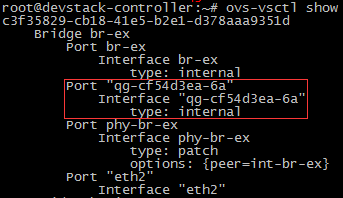 root@devstack-controller:~# ovs-vsctl show
c3f35829-cb18-41e5-b2e1-d378aaa9351d
Bridge br-ex
Port br-ex
Interface br-ex
type: internal
Port "qg-cf54d3ea-6a"
Interface "qg-cf54d3ea-6a"
type: internal
Port phy-br-ex
Interface phy-br-ex
type: patch
options: {peer=int-br-ex}
Port "eth2"
Interface "eth2"